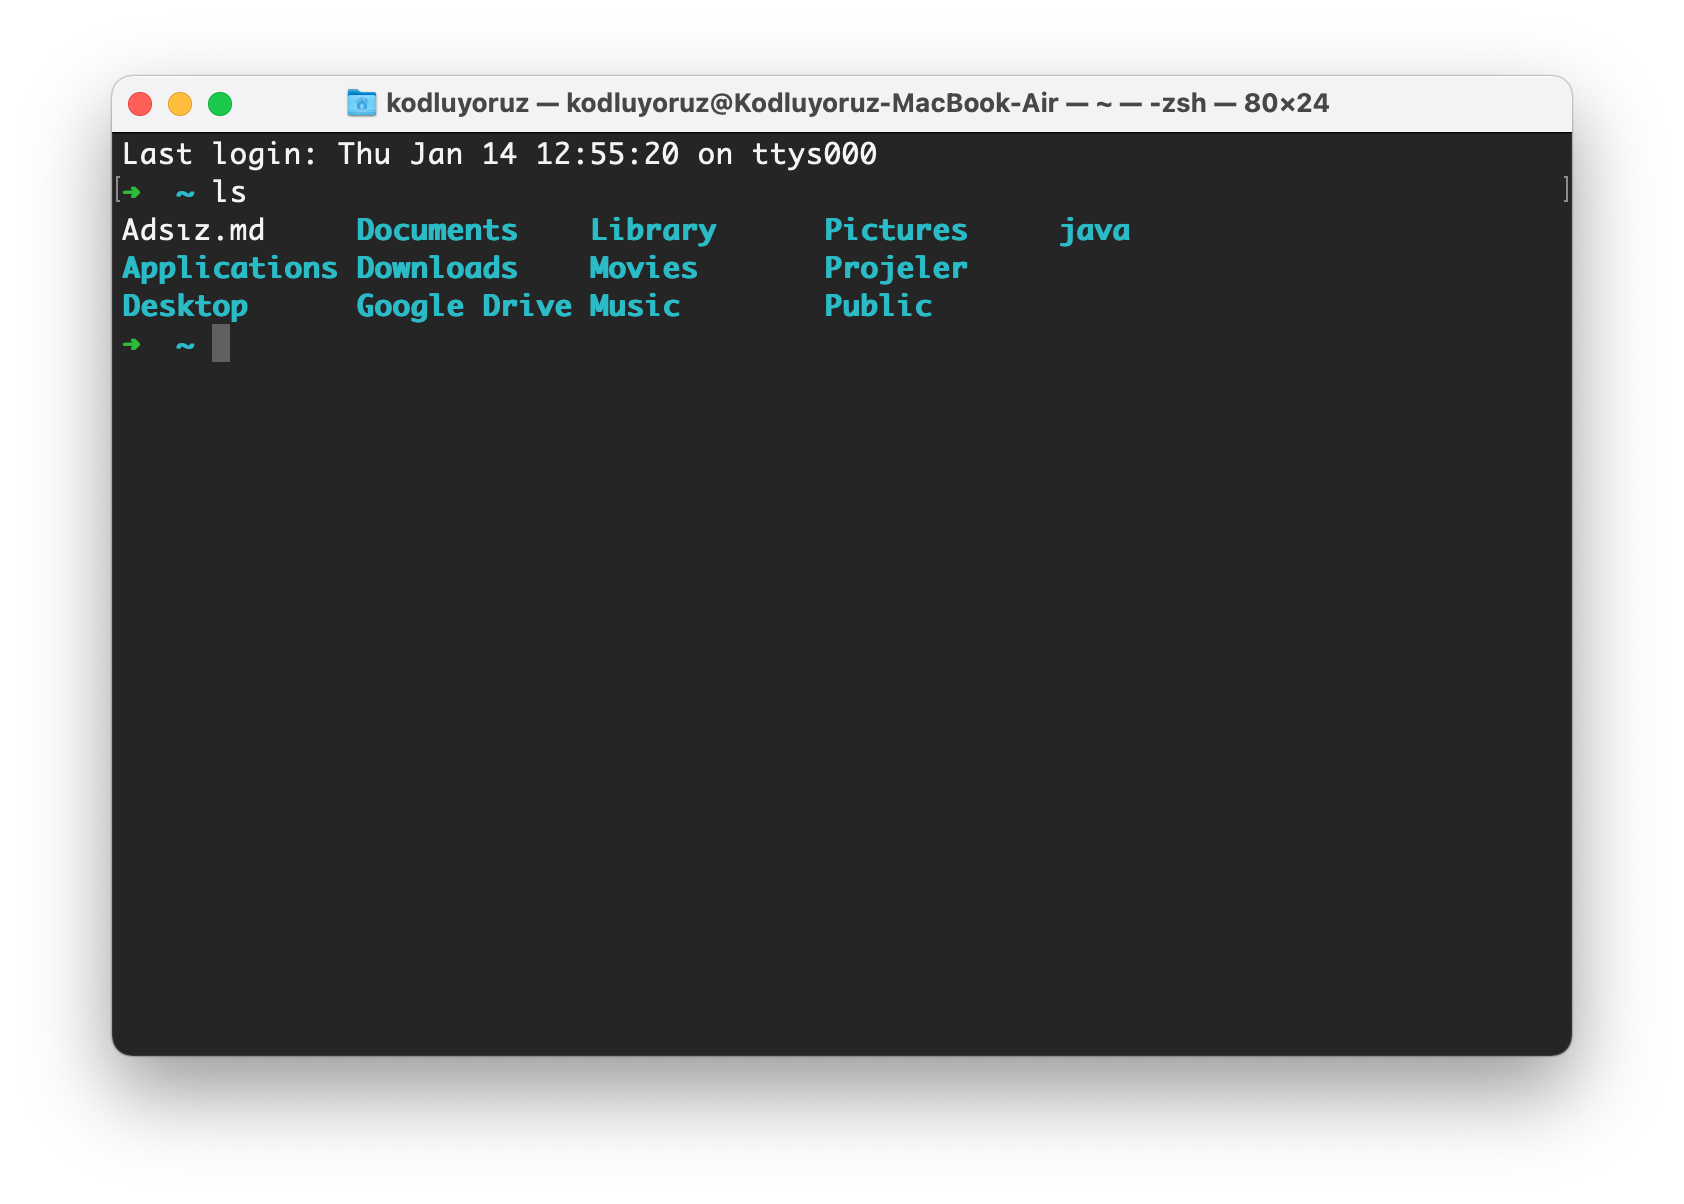 kodluyoruz — kodluyoruz@Kodluyoruz-MacBook-Air — ~ — -zsh — 80×24
Last login: Thu Jan 14 12:55:20 on ttys000
[➜  ~ ls ]
Adsız.md     Documents    Library      Pictures     java
Applications Downloads    Movies       Projeler
Desktop      Google Drive Music        Public
➜  ~